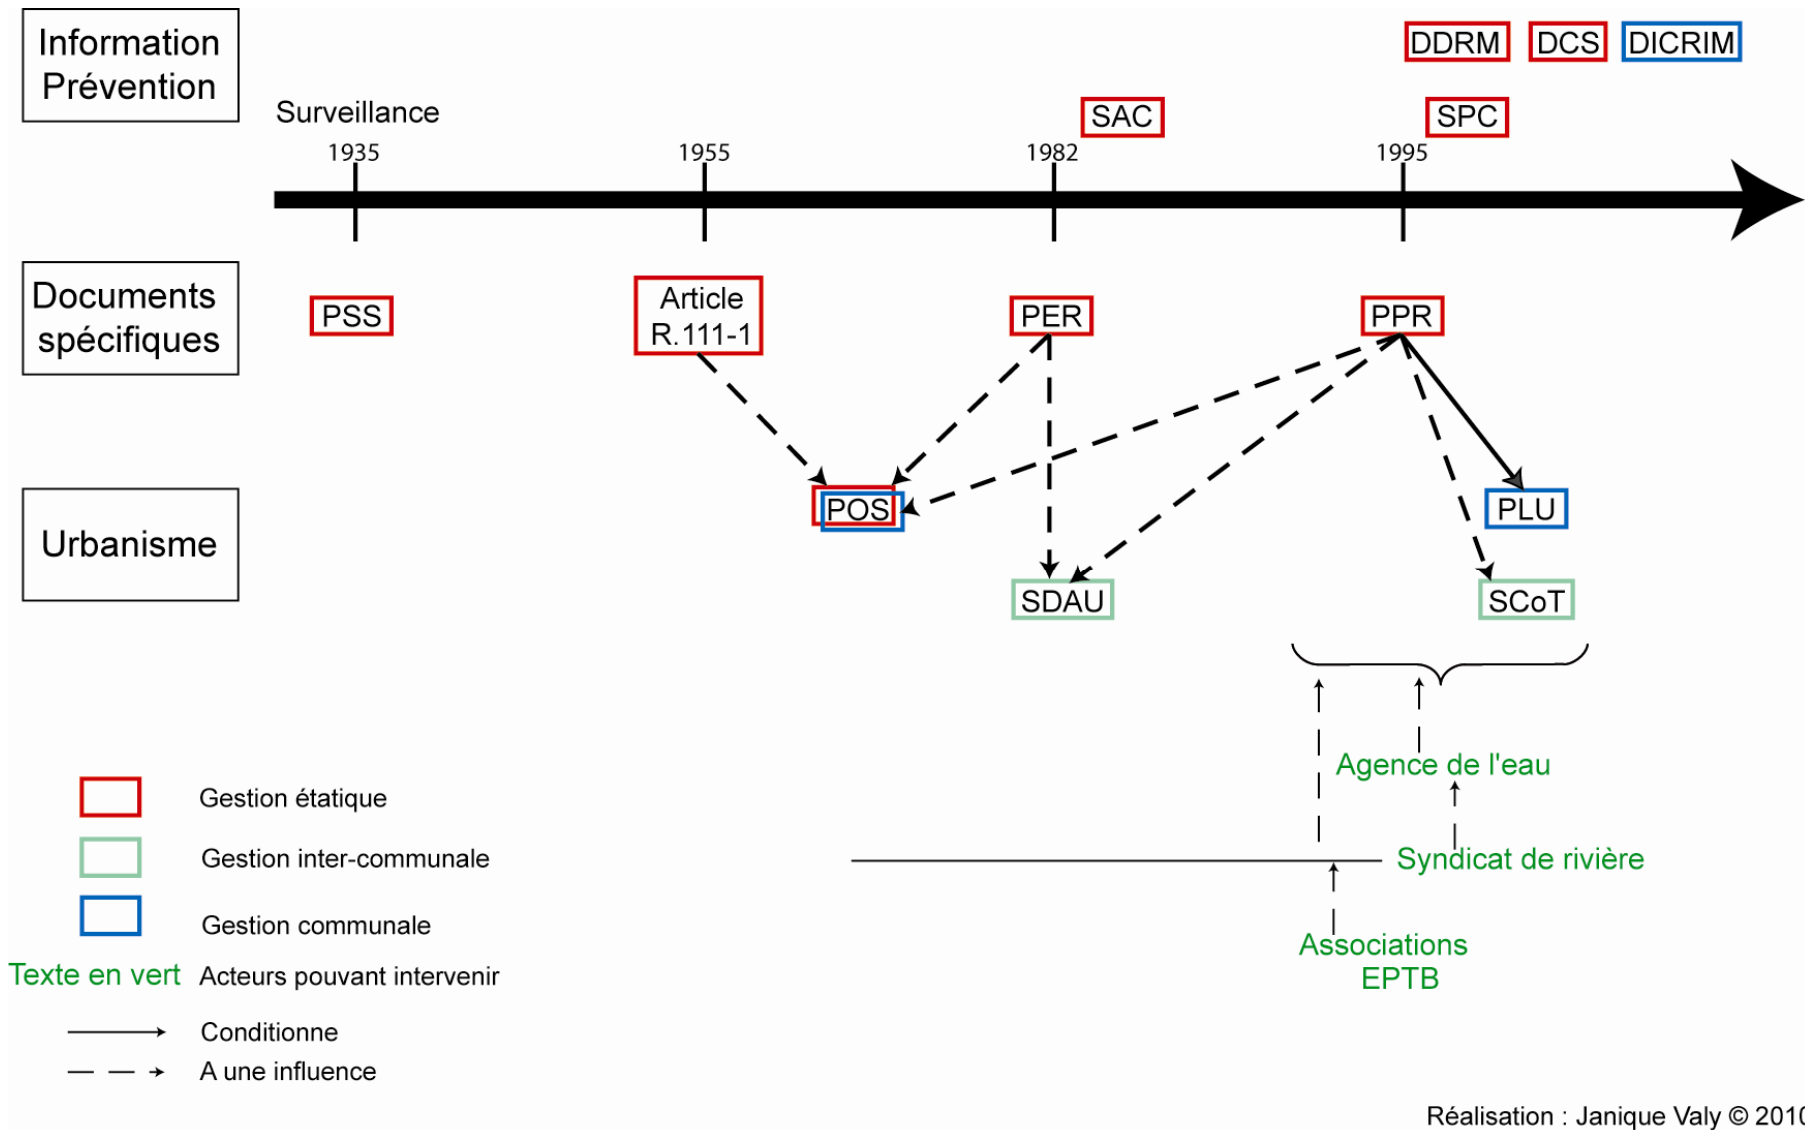 Information
Prévention
DDRM
DCS
DICRIM
Surveillance
SAC
SPC
1935
1955
1982
1995
Documents
spécifiques
PSS
Article
R.111-1
PER
PPR
Urbanisme
POS
PLU
SDAU
SCoT
Agence de l'eau
Syndicat de rivière
Associations
EPTB
Gestion étatique
Gestion inter-communale
Gestion communale
Texte en vert Acteurs pouvant intervenir
Conditionne
A une influence
Réalisation : Janique Valy © 2010